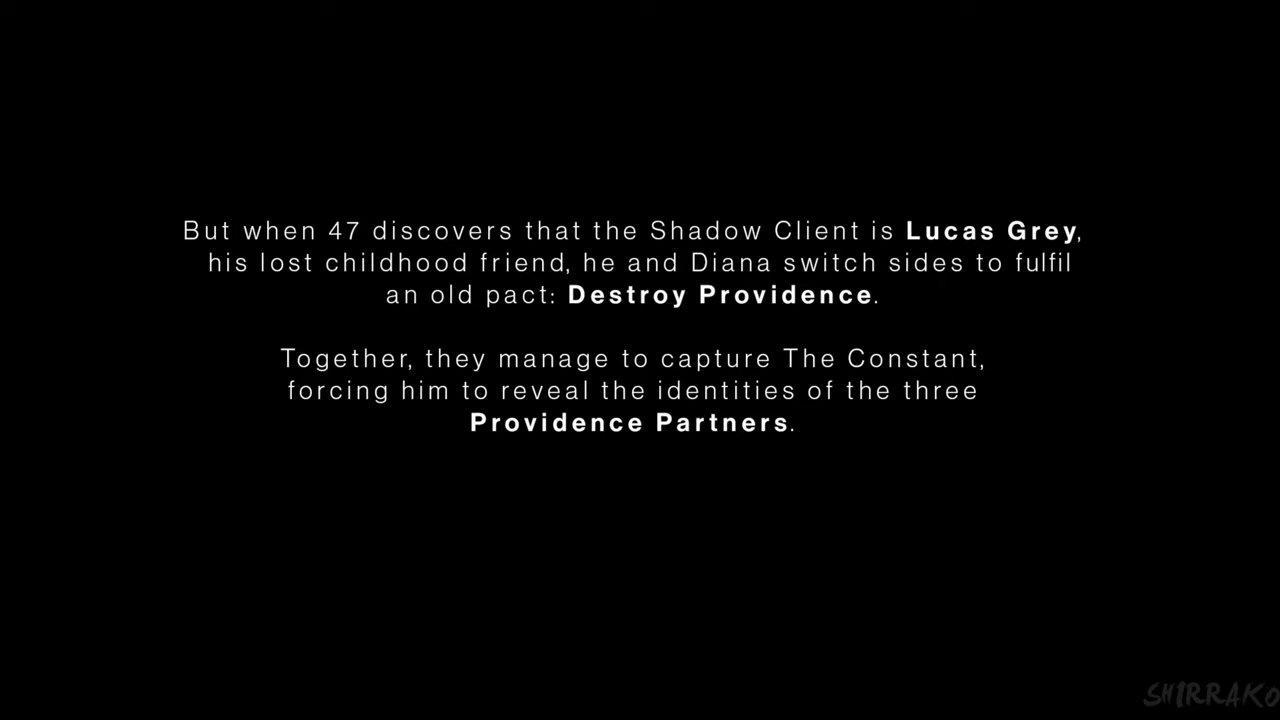 But when 47 discovers that the Shadow Client is Lucas Grey,
his lost childhood friend, he and Diana switch sides to fulfil
an old pact: Destroy Providence.
Together, they manage to capture The Constant,
forcing him to reveal the identities of the three
Providence Partners.
SHIRRAKO